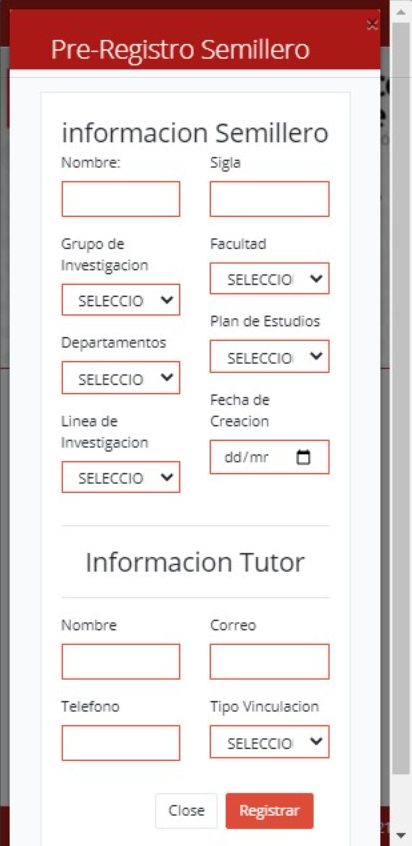 ×
Pre-Registro Semillero
informacion Semillero
Nombre:
Sigla
Grupo de
Investigacion
SELECCIO
Facultad
SELECCIO
Departamentos
SELECCIO
Plan de Estudios
SELECCIO
Linea de
Investigacion
SELECCIO
Fecha de
Creacion
dd/mr
Informacion Tutor
Nombre
Correo
Telefono
Tipo Vinculacion
SELECCIO
Close
Registrar